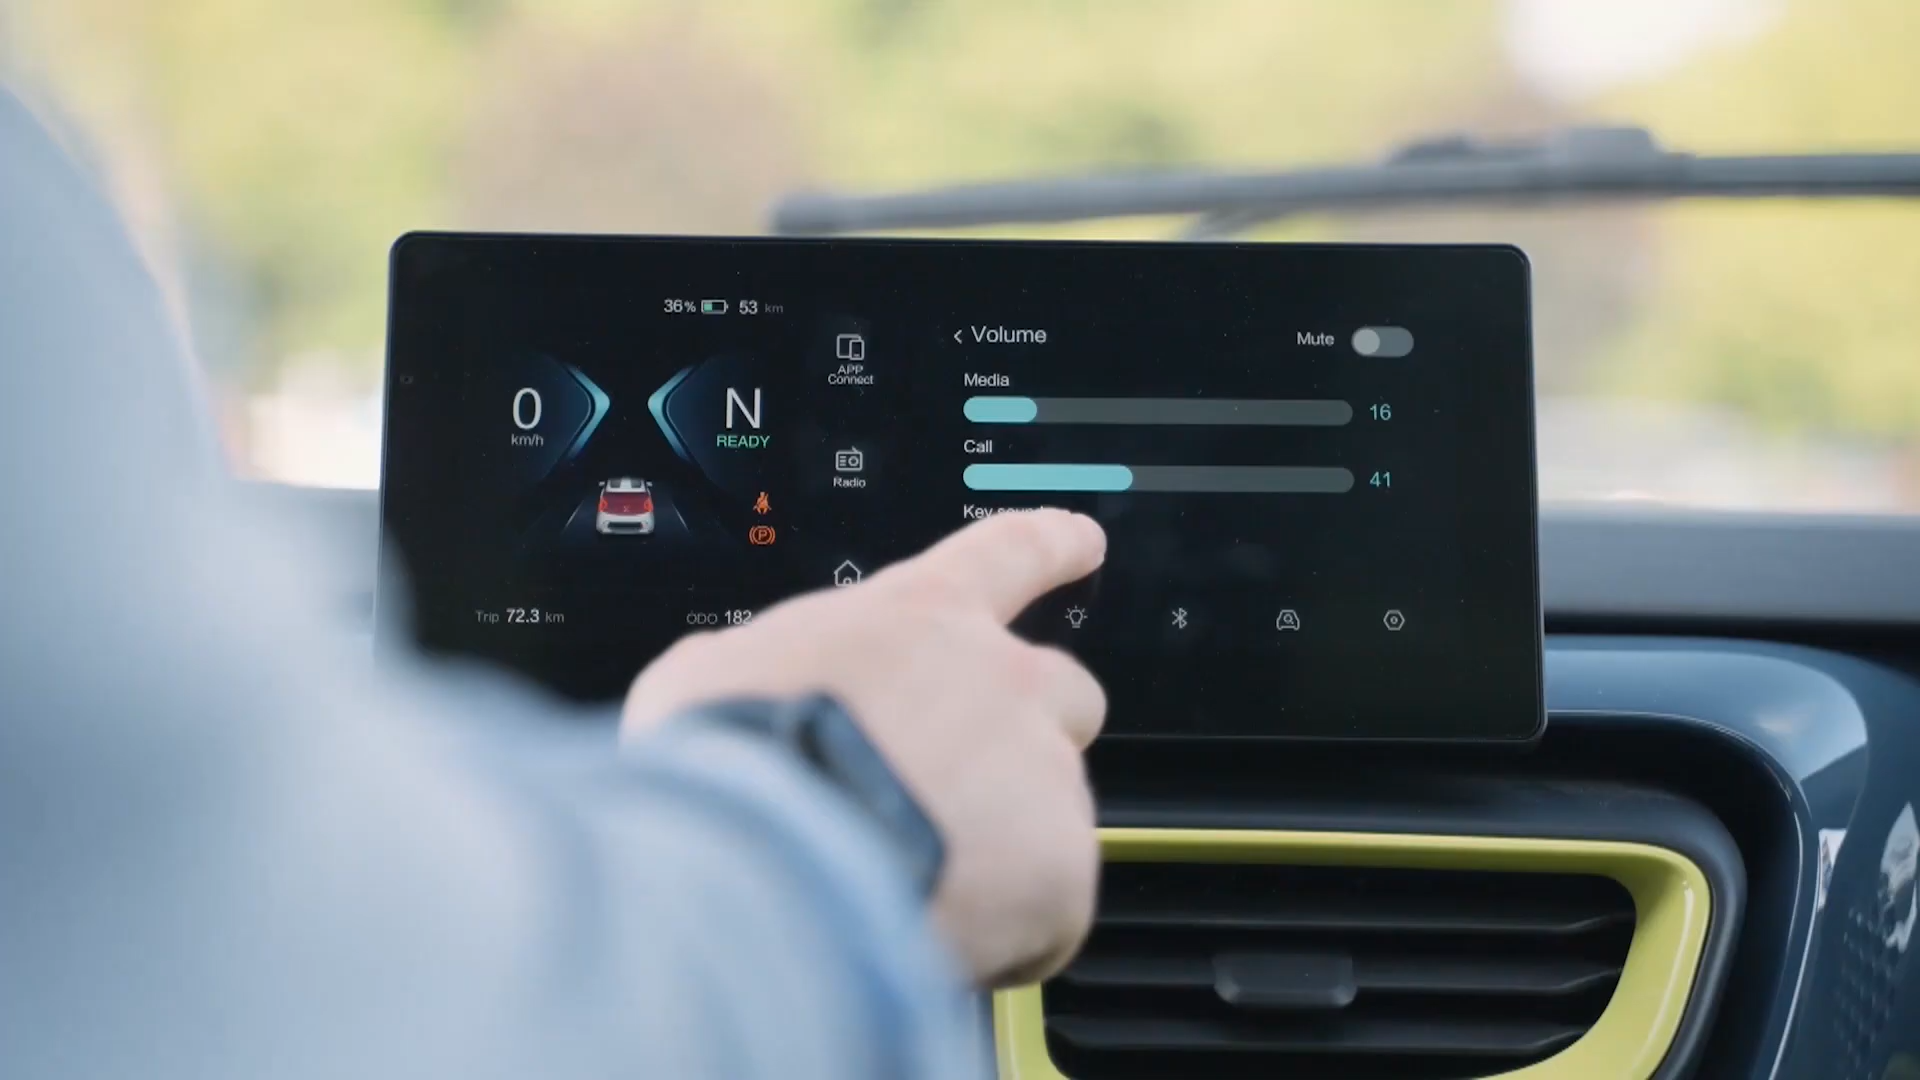 36% 53 km
0
km/h
N
READY
Trip 72.3 km
ODO 182
APP
Connect
Radio
< Volume
Mute
Media
16
Call
41
Key
P